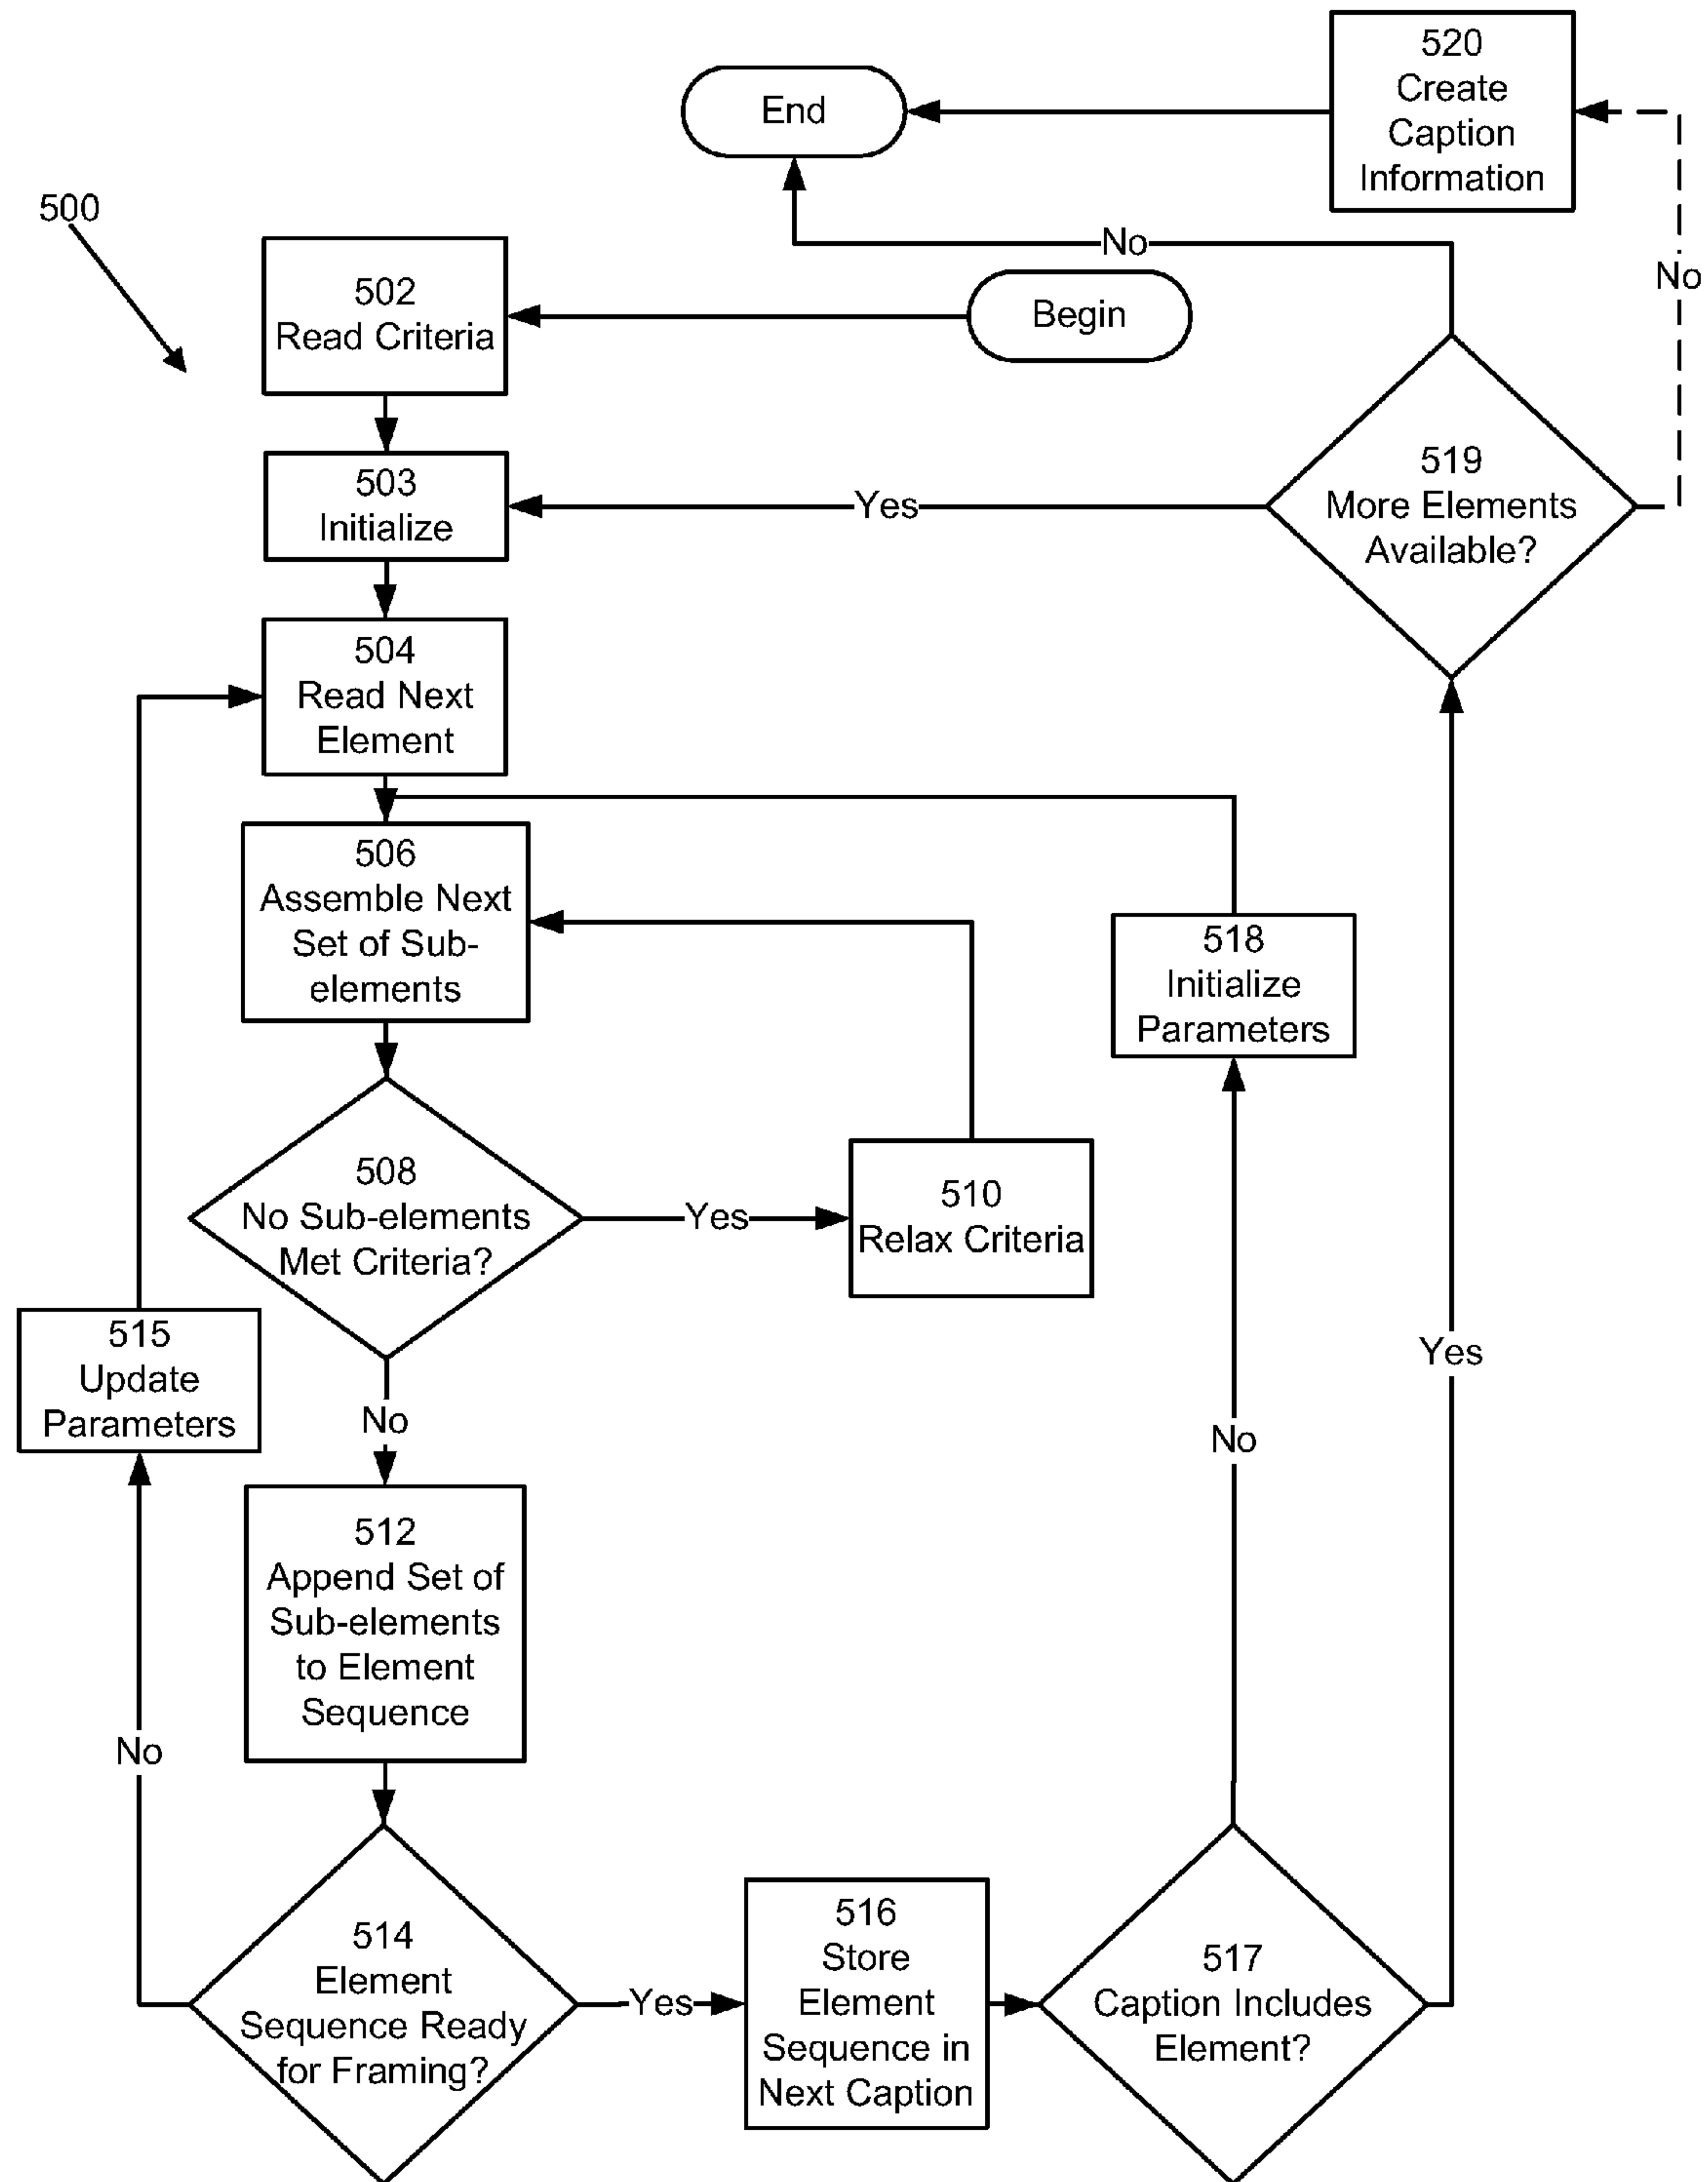 520
Create
Caption
Information
End
500
No
No
502
Read Criteria
Begin
519
More Elements
Available?
503
Initialize
Yes
504
Read Next
Element
506
Assemble Next
Set of Sub-
elements
518
Initialize
Parameters
508
No Sub-elements
Met Criteria?
Yes
510
Relax Criteria
515
Update
Parameters
Yes
No
No
512
Append Set of
Sub-elements
to Element
Sequence
No
514
Element
Sequence Ready
for Framing?
Yes
516
Store
Element
Sequence in
Next Caption
517
Caption Includes
Element?